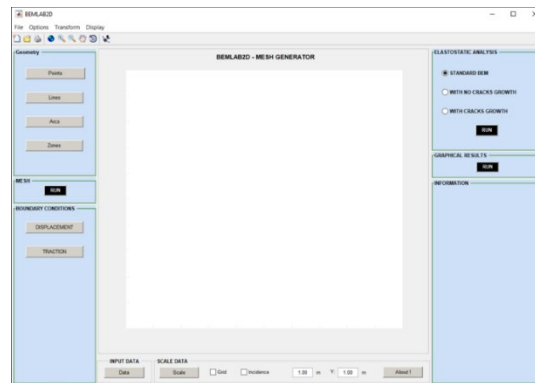 BEMLAB2D
File Options Transform Display
Geometry
Points
Lines
Arcs
Zones
MESH
RUN
BOUNDARY CONDITIONS
DISPLACEMENT
TRACTION
BEMLAB2D - MESH GENERATOR
INPUT DATA
Data
SCALE DATA
Scale
Grid
Incidence
1.00 m Y: 1.00 m
About !
ELASTOSTATIC ANALYSIS
STANDARD BEM
WITH NO CRACKS GROWTH
WITH CRACKS GROWTH
RUN
GRAPHICAL RESULTS
RUN
INFORMATION